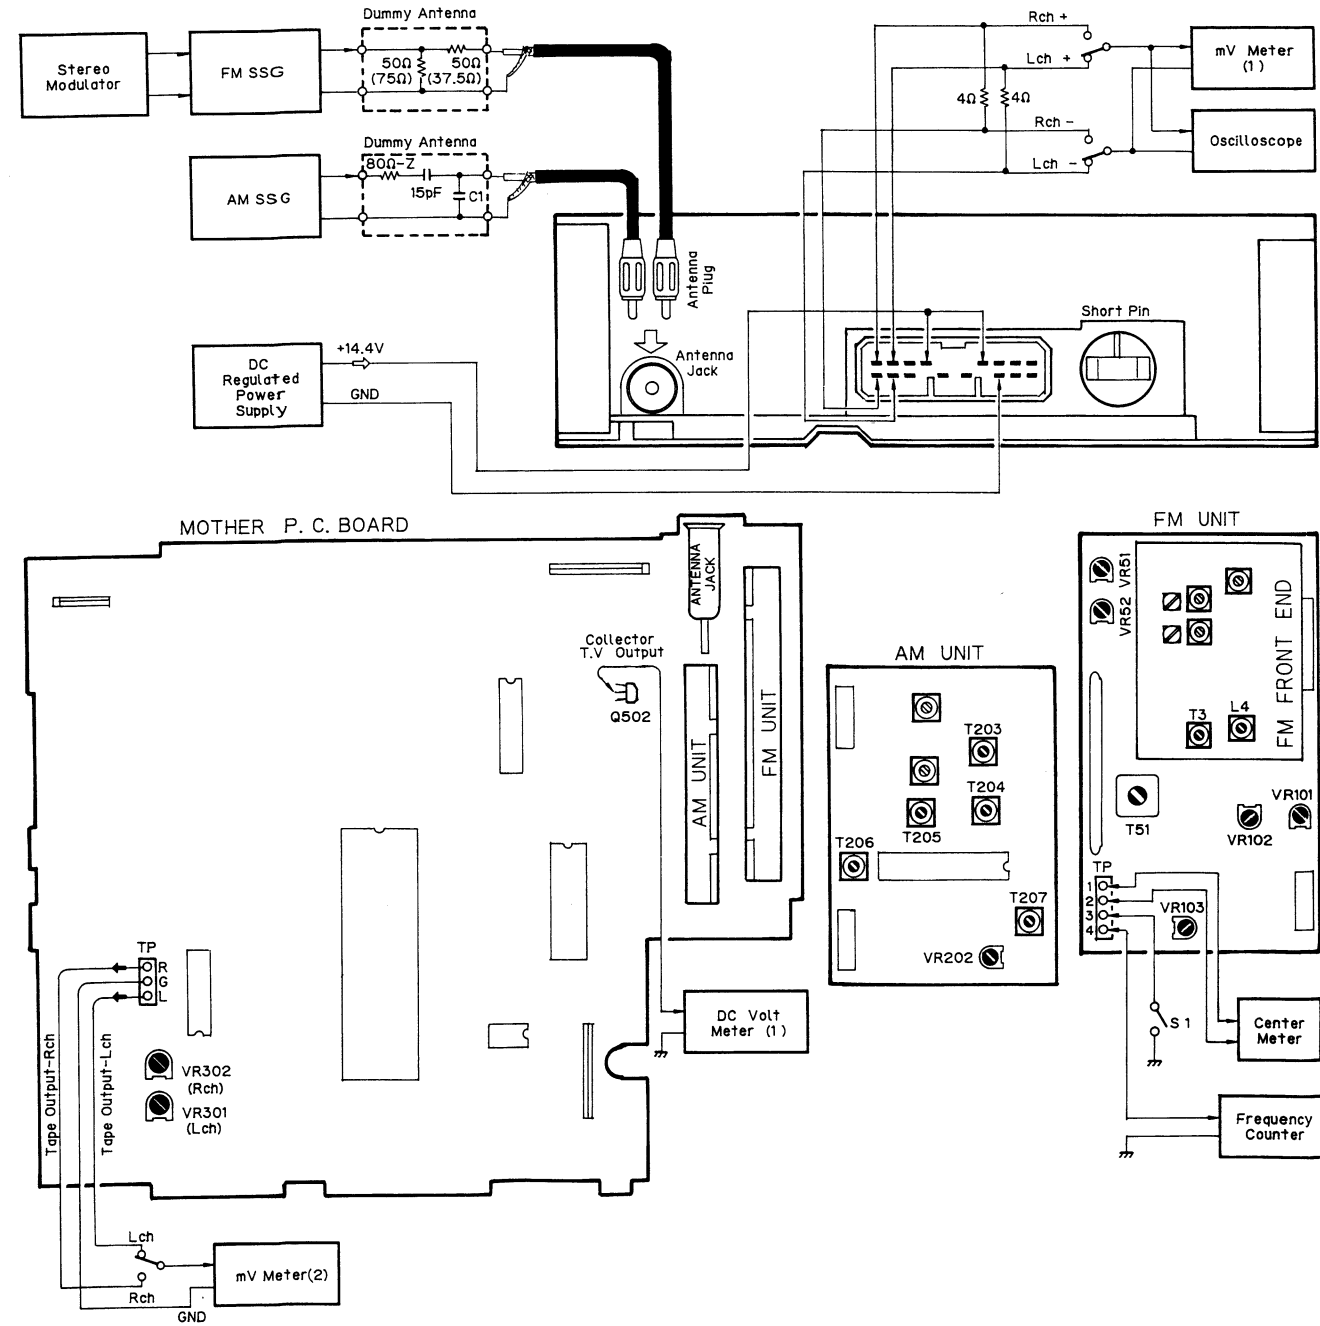 Dummy Antenna
Stereo
Modulator
FM SSG
50Ω
(75Ω)
50Ω
(37.5Ω)
Rch +
Lch +
mV Meter
(1)
4Ω
4Ω
Rch -
Lch -
Oscilloscope
Dummy Antenna
AM SSG
80Ω-Z
15pF
C1
Antenna
Plug
Antenna
Jack
Short Pin
DC
Regulated
Power
Supply
+14.4V
GND
MOTHER P. C. BOARD
ANTENNA
JACK
Collector
T.V Output
Q502
AM UNIT
FM UNIT
AM UNIT
T203
T204
T205
T206
T207
VR202
FM UNIT
VR51
VR52
FM FRONT END
T3
L4
T51
VR101
VR102
TP
1
2
3
4
VR103
S1
Center
Meter
Frequency
Counter
DC Volt
Meter (1)
TP
R
G
L
VR302
(Rch)
VR301
(Lch)
Tape Output-Rch
Tape Output-Lch
Lch
Rch
GND
mV Meter(2)